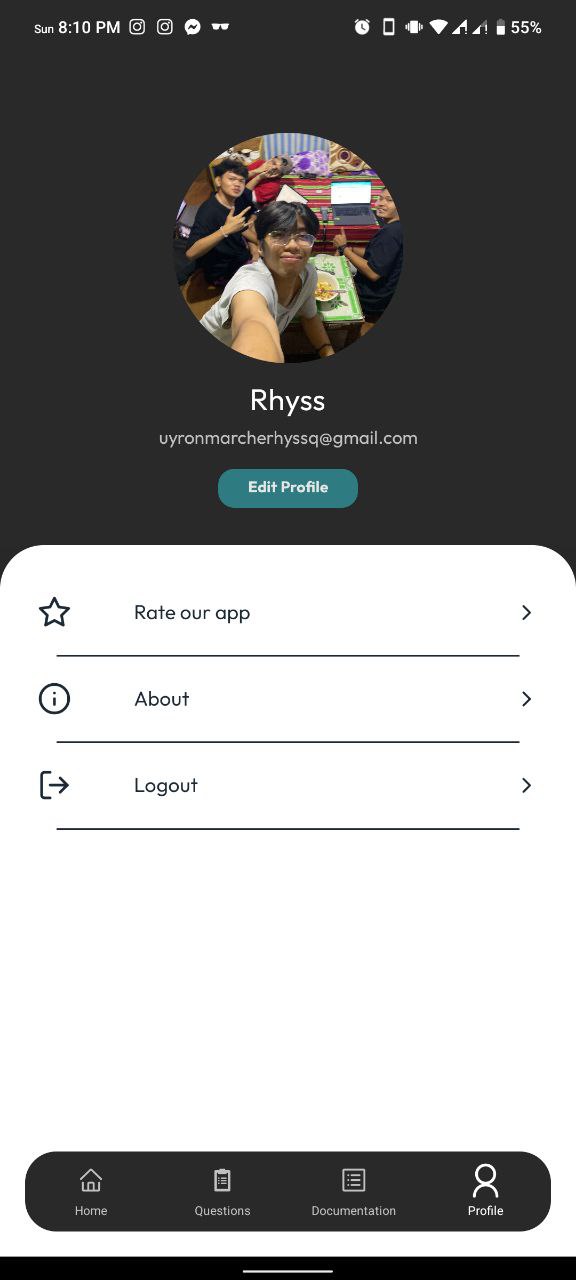 Sun 8:10 PM 55%
Rhyss
uyronmarcherhyssq@gmail.com
Edit Profile
Rate our app
About
Logout
Home Questions Documentation Profile